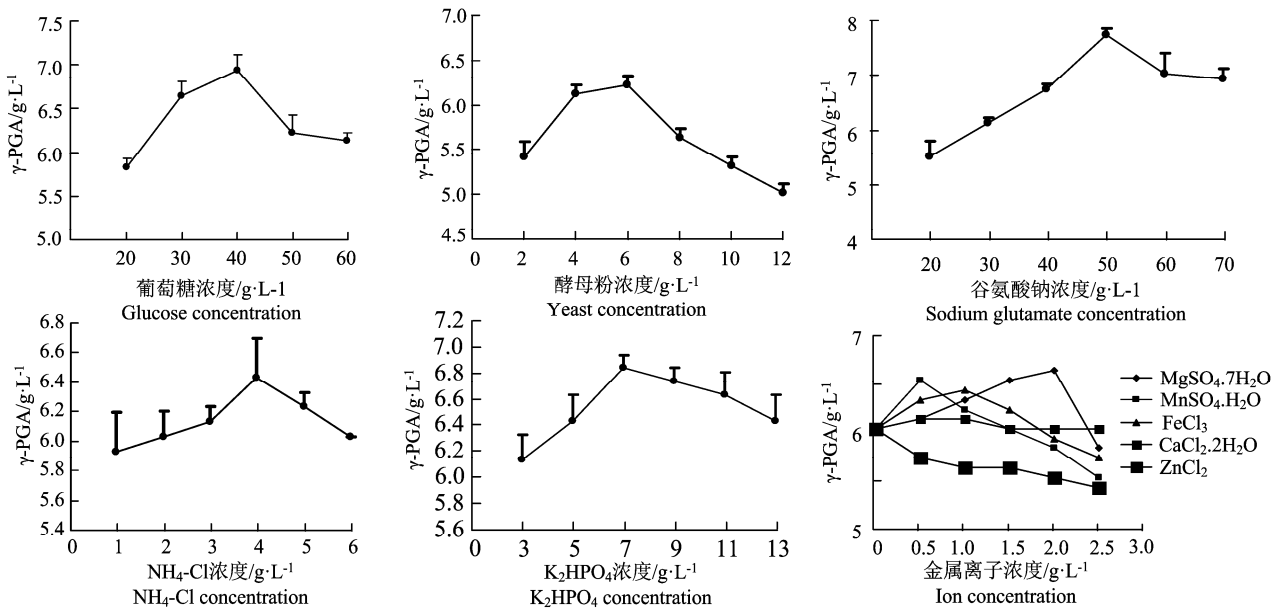 γ-PGA/g·L-1
7.5
7.0
6.5
6.0
5.5
5.0
20 30 40 50 60
葡萄糖浓度/g·L-1
Glucose concentration
γ-PGA/g·L-1
7.0
6.5
6.0
5.5
5.0
4.5
0 2 4 6 8 10 12
酵母粉浓度/g·L-1
Yeast concentration
γ-PGA/g·L-1
8
7
6
5
4
20 30 40 50 60 70
谷氨酸钠浓度/g·L-1
Sodium glutamate concentration
γ-PGA/g·L-1
6.8
6.6
6.4
6.2
6.0
5.8
5.6
5.4
0 1 2 3 4 5 6
NH4-Cl浓度/g·L-1
NH4-Cl concentration
γ-PGA/g·L-1
7.2
7.0
6.8
6.6
6.4
6.2
6.0
5.8
5.6
0 3 5 7 9 11 13
K2HPO4浓度/g·L-1
K2HPO4 concentration
γ-PGA/g·L-1
7
6
5
0 0.5 1.0 1.5 2.0 2.5 3.0
金属离子浓度/g·L-1
Ion concentration
MgSO4.7H2O
MnSO4.H2O
FeCl3
CaCl2.2H2O
ZnCl2